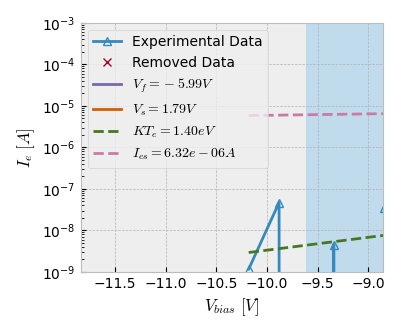 10⁻³
10⁻⁴
10⁻⁵
10⁻⁶
10⁻⁷
10⁻⁸
10⁻⁹
I_e [A]
Experimental Data
Removed Data
V_f = −5.99V
V_s = 1.79V
KT_e = 1.40eV
I_es = 6.32e − 06A
−11.5 −11.0 −10.5 −10.0 −9.5 −9.0
V_bias [V]